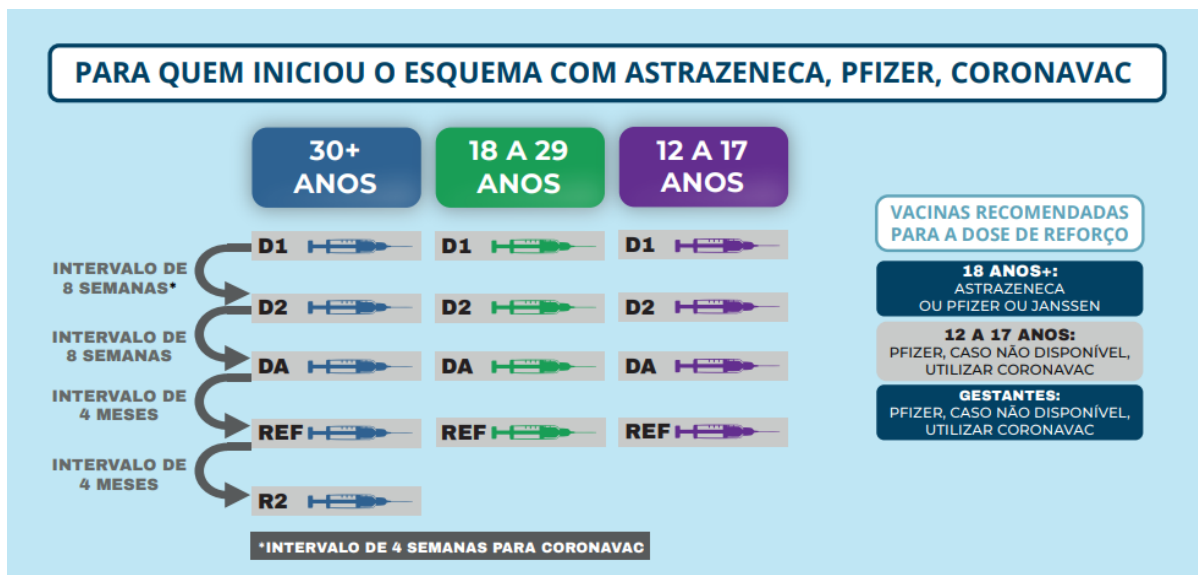 PARA QUEM INICIOU O ESQUEMA COM ASTRAZENECA, PFIZER, CORONAVAC
30+
ANOS
18 A 29
ANOS
12 A 17
ANOS
D1
D1
D1
INTERVALO DE
8 SEMANAS*
D2
D2
D2
INTERVALO DE
8 SEMANAS
DA
DA
DA
INTERVALO DE
4 MESES
REF
REF
REF
INTERVALO DE
4 MESES
R2
*INTERVALO DE 4 SEMANAS PARA CORONAVAC
VACINAS RECOMENDADAS
PARA A DOSE DE REFORÇO
18 ANOS+:
ASTRAZENECA
OU PFIZER OU JANSSEN
12 A 17 ANOS:
PFIZER, CASO NÃO DISPONÍVEL,
UTILIZAR CORONAVAC
GESTANTES:
PFIZER, CASO NÃO DISPONÍVEL,
UTILIZAR CORONAVAC